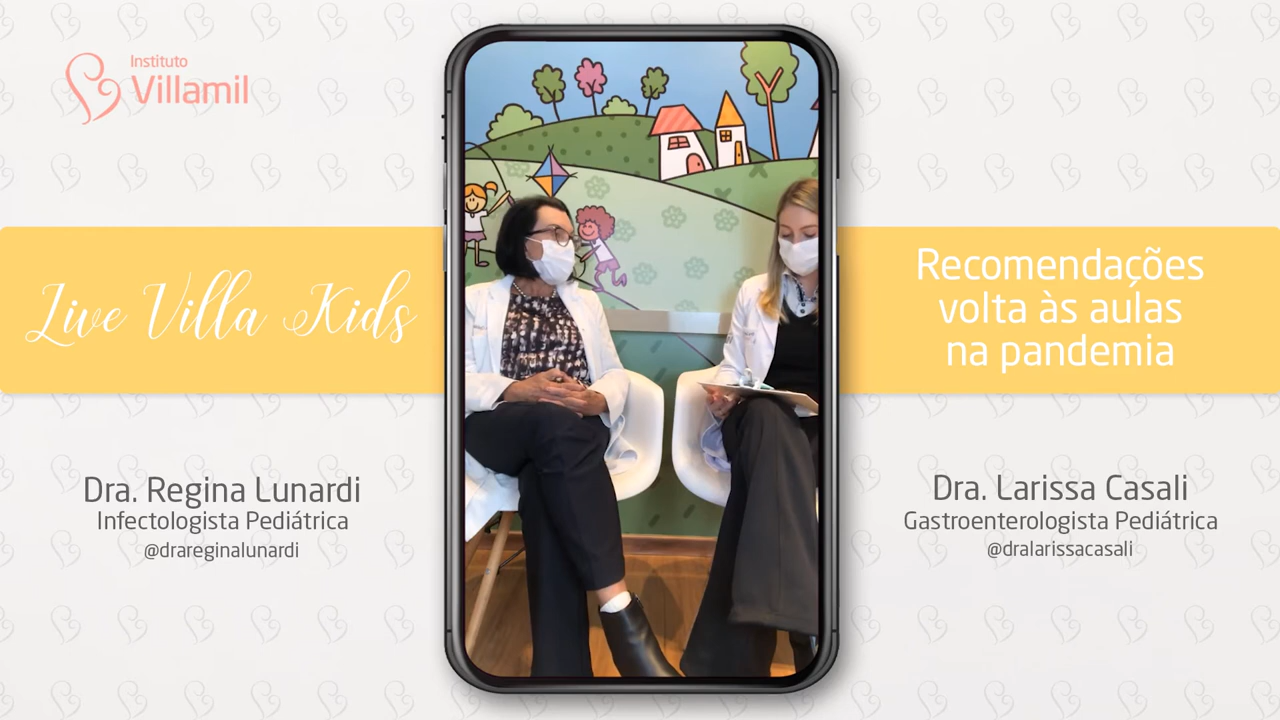 Instituto
Villamil
Live Villa Kids
Recomendações
volta às aulas
na pandemia
Dra. Regina Lunardi
Infectologista Pediátrica
@drareginalunardi
Dra. Larissa Casali
Gastroenterologista Pediátrica
@dralarissacasali